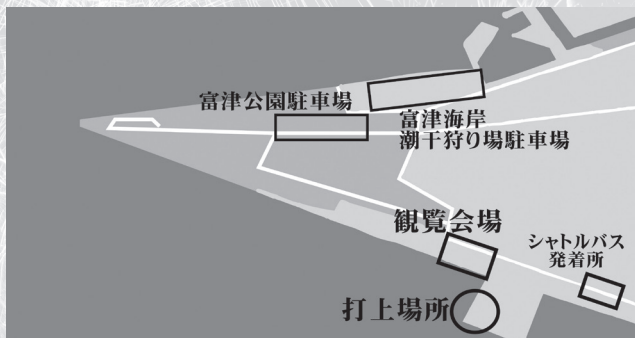 富津公園駐車場
富津海岸
潮干狩り場駐車場
観覧会場
シャトルバス
発着所
打上場所